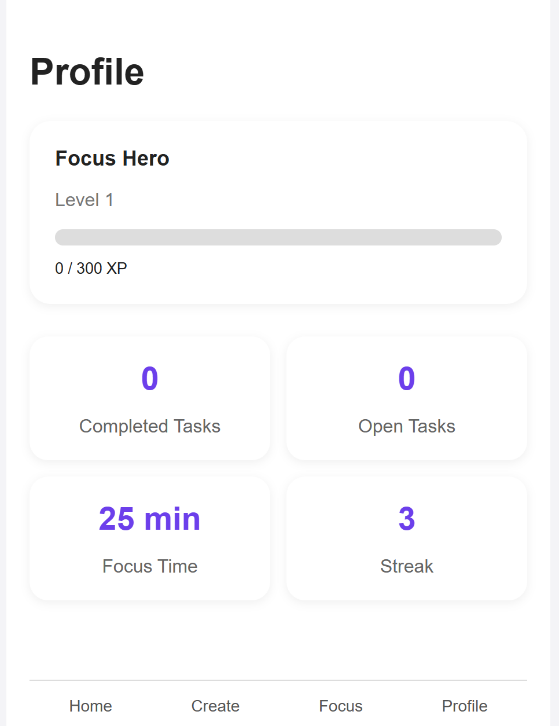 Profile
Focus Hero
Level 1
0 / 300 XP
0
Completed Tasks
0
Open Tasks
25 min
Focus Time
3
Streak
Home Create Focus Profile